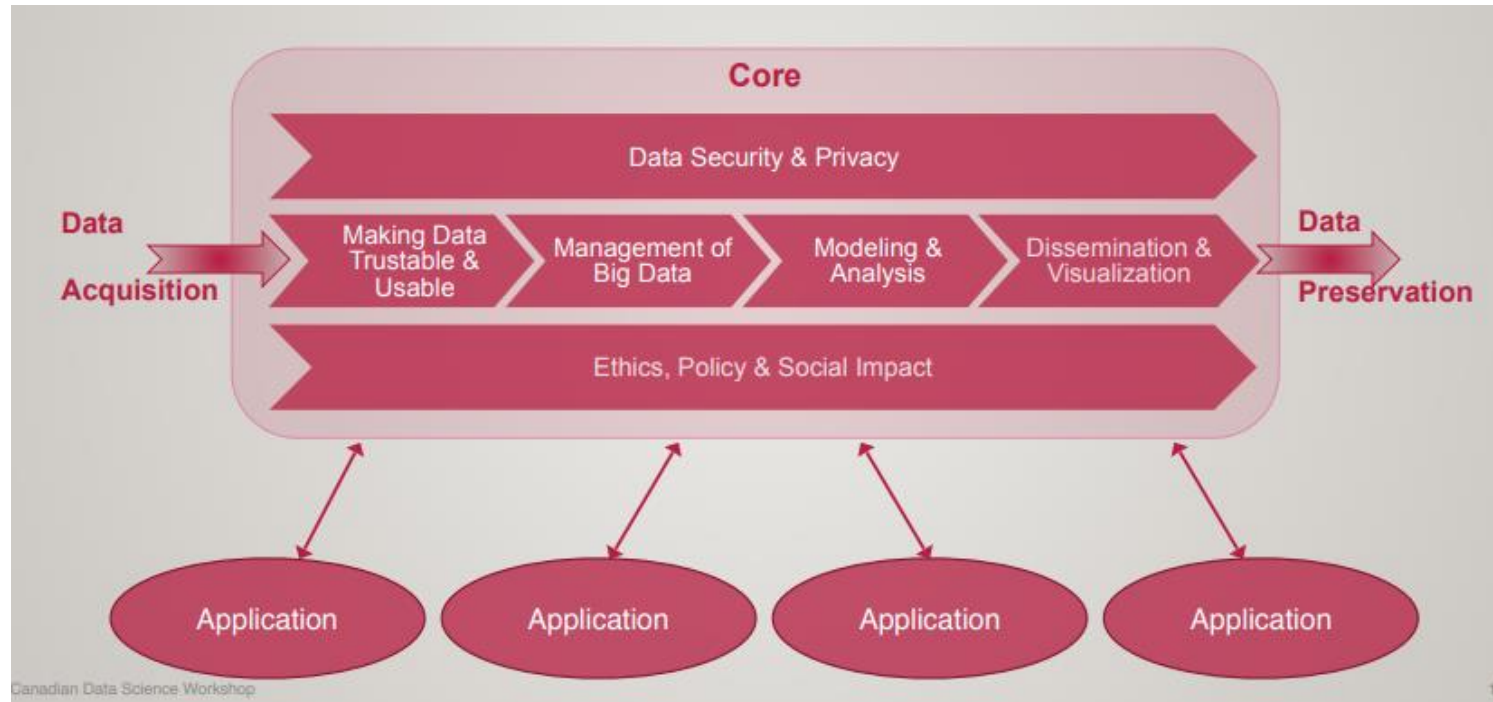 Core
Data Security & Privacy
Data
Acquisition
Making Data
Trustable &
Usable
Management of
Big Data
Modeling &
Analysis
Dissemination &
Visualization
Data
Preservation
Ethics, Policy & Social Impact
Application
Application
Application
Application
Canadian Data Science Workshop